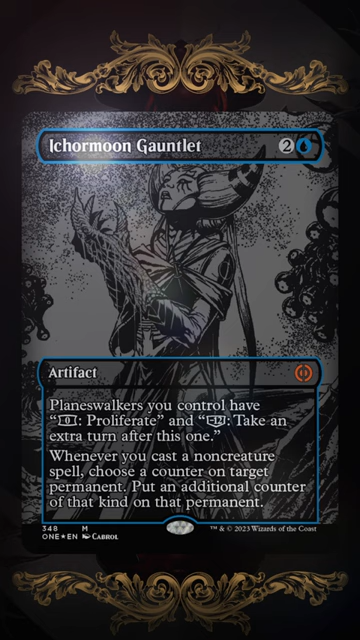 Ichormoon Gauntlet 2
Artifact
Planeswalkers you control have
“[0]: Proliferate” and “[−12]: Take an
extra turn after this one.”
Whenever you cast a noncreature
spell, choose a counter on target
permanent. Put an additional counter
of that kind on that permanent.
348 M
ONE★EN CABROL
™ & © 2023 Wizards of the Coast